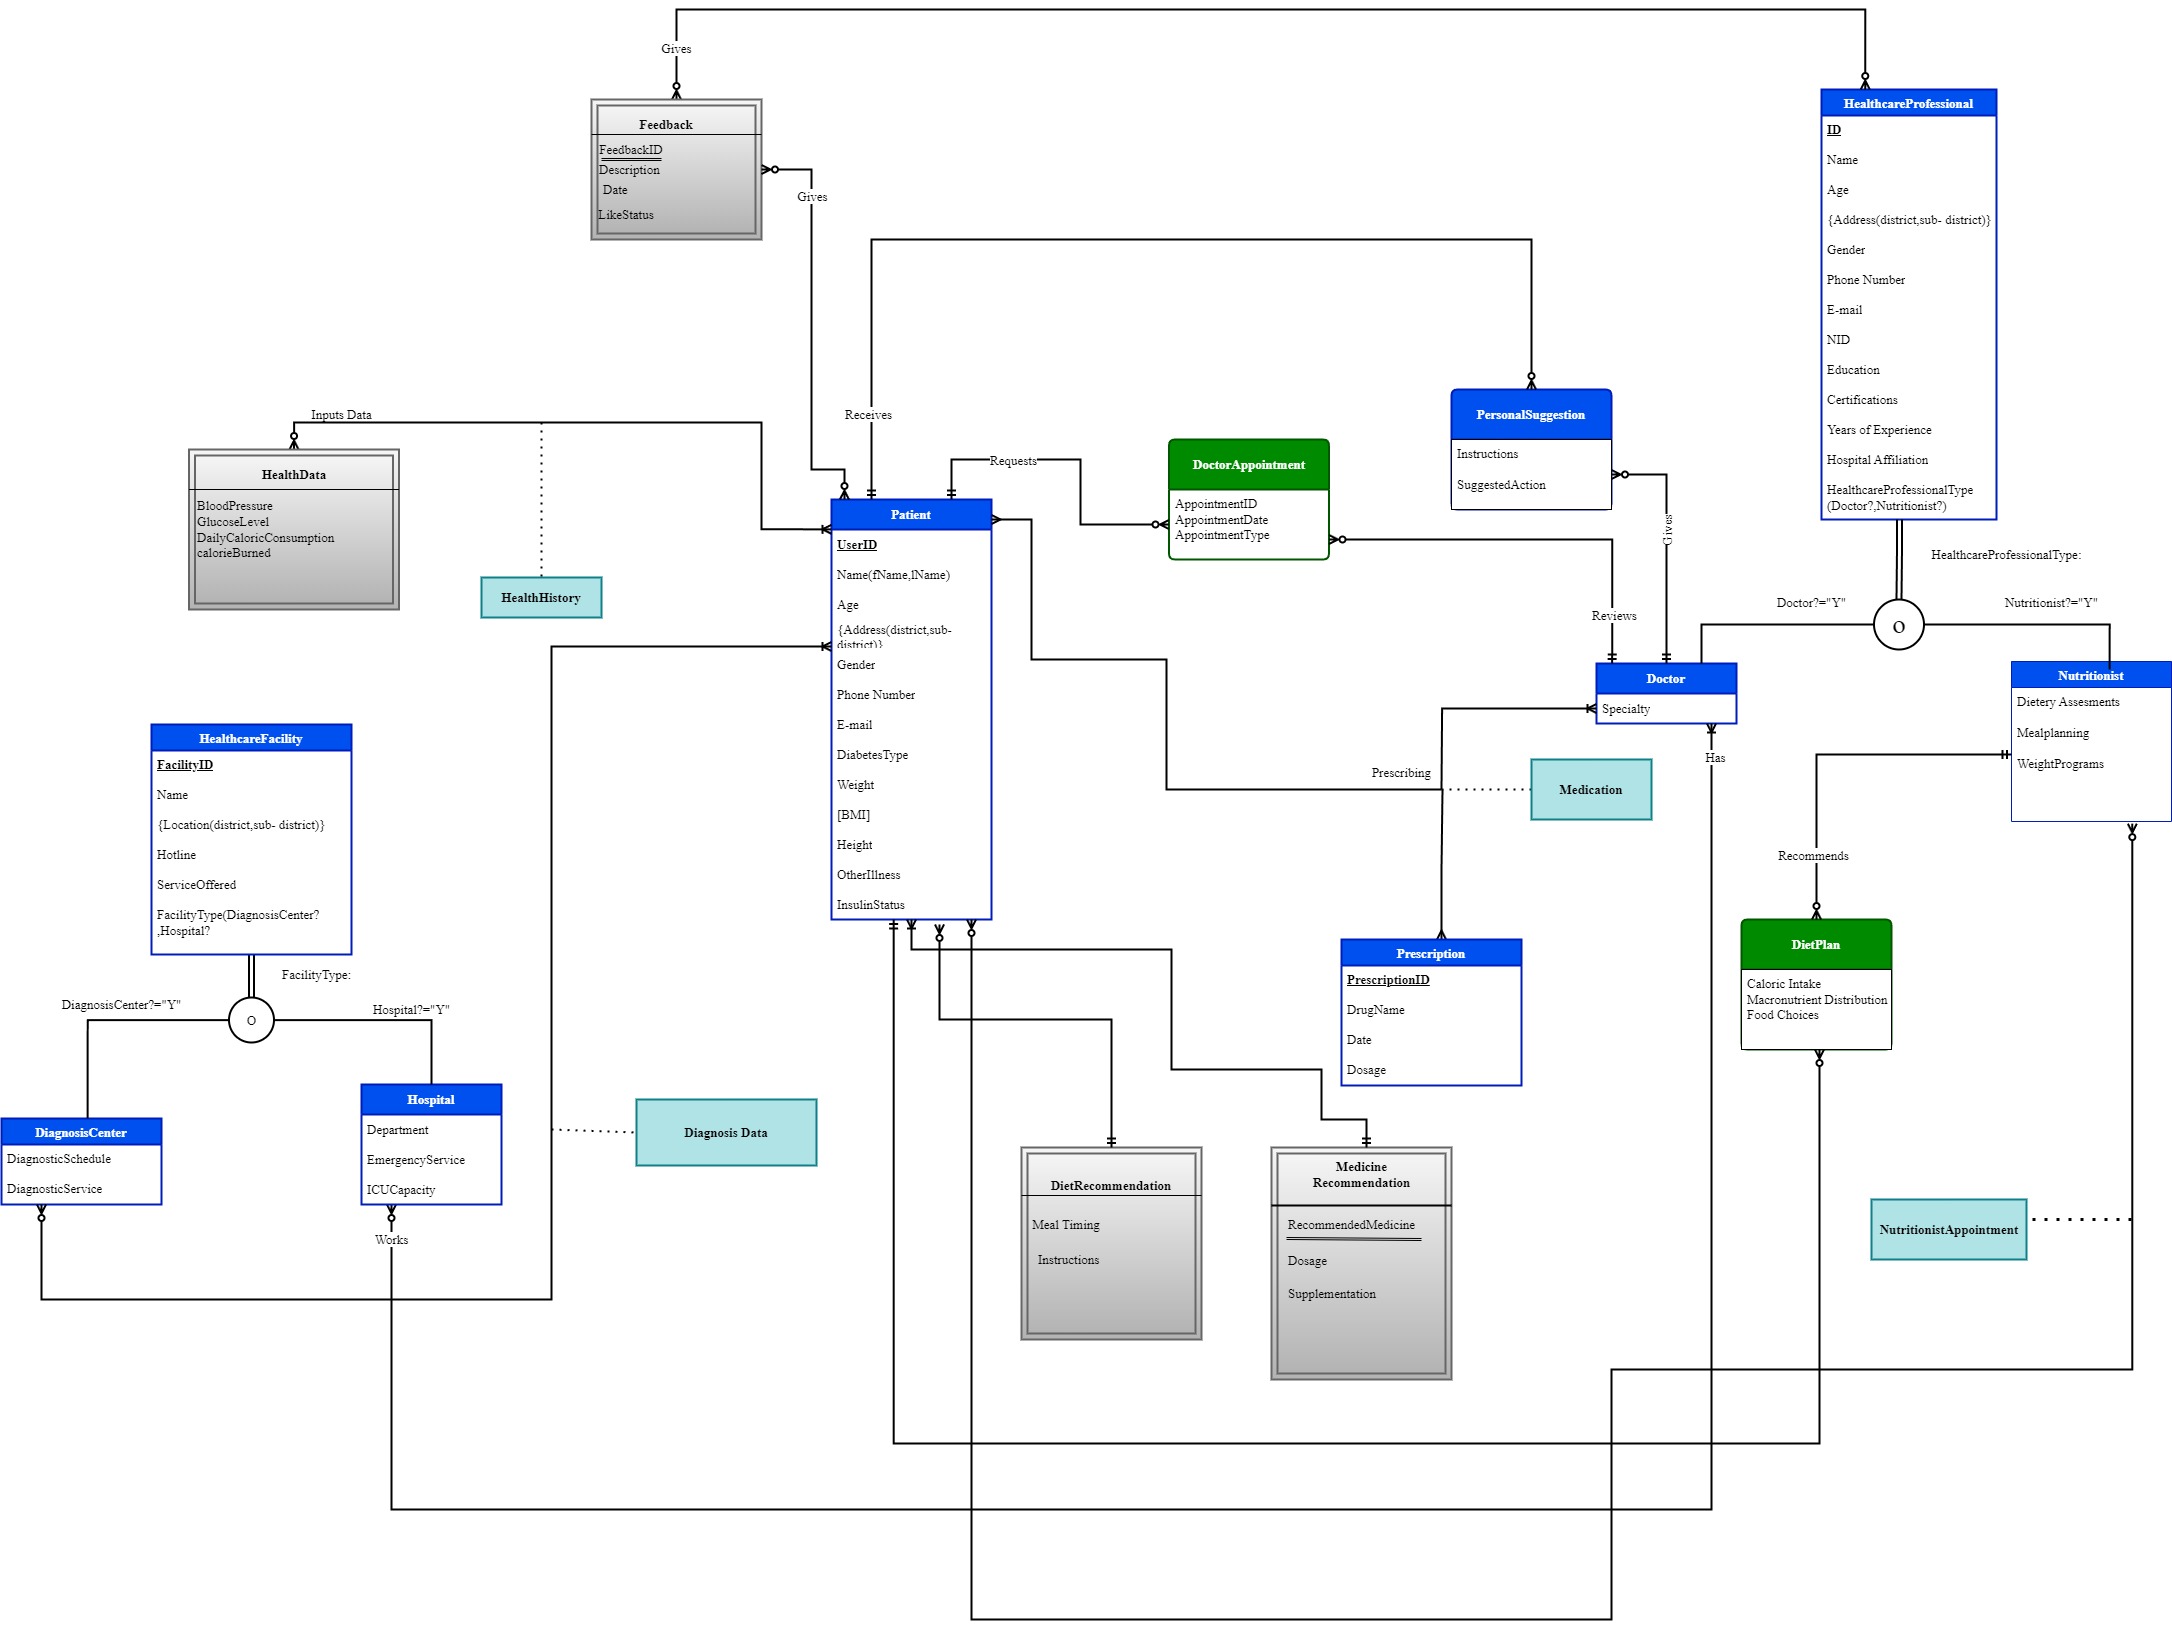 Gives
Feedback
FeedbackID
Description
Date
LikeStatus
Gives
HealthcareProfessional
ID
Name
Age
{Address(district,sub- district)}
Gender
Phone Number
E-mail
NID
Education
Certifications
Years of Experience
Hospital Affiliation
HealthcareProfessionalType
(Doctor?,Nutritionist?)
HealthcareProfessionalType:
Doctor?="Y"
O
Nutritionist?="Y"
Inputs Data
HealthData
BloodPressure
GlucoseLevel
DailyCaloricConsumption
calorieBurned
HealthHistory
Receives
Requests
DoctorAppointment
AppointmentID
AppointmentDate
AppointmentType
PersonalSuggestion
Instructions
SuggestedAction
Gives
Reviews
Doctor
Specialty
Has
Nutritionist
Dietery Assesments
Mealplanning
WeightPrograms
Patient
UserID
Name(fName,lName)
Age
{Address(district,sub-
district)}
Gender
Phone Number
E-mail
DiabetesType
Weight
[BMI]
Height
OtherIllness
InsulinStatus
Prescribing
Medication
Recommends
HealthcareFacility
FacilityID
Name
{Location(district,sub- district)}
Hotline
ServiceOffered
FacilityType(DiagnosisCenter?
,Hospital?
FacilityType:
DiagnosisCenter?="Y"
O
Hospital?="Y"
DiagnosisCenter
DiagnosticSchedule
DiagnosticService
Hospital
Department
EmergencyService
ICUCapacity
Works
Diagnosis Data
Prescription
PrescriptionID
DrugName
Date
Dosage
DietPlan
Caloric Intake
Macronutrient Distribution
Food Choices
DietRecommendation
Meal Timing
Instructions
Medicine
Recommendation
RecommendedMedicine
Dosage
Supplementation
NutritionistAppointment